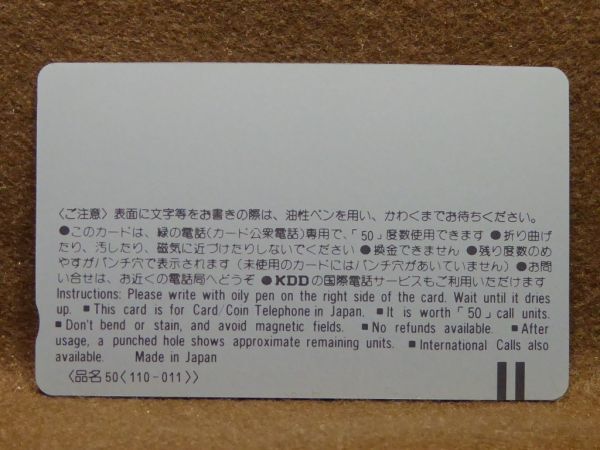 〈ご注意〉表面に文字等をお書きの際は、油性ペンを用い、かわくまでお待ちください。
●このカードは、緑の電話(カード公衆電話)専用で、「50」度数使用できます●折り曲げ
たり、汚したり、磁気に近づけたりしないでください●換金できません●残り度数のめ
やすがパンチ穴で表示されます(未使用のカードにはパンチ穴があいていません)●お問
い合せは、お近くの電話局へどうぞ●KDDの国際電話サービスもご利用いただけます
Instructions: Please write with oily pen on the right side of the card. Wait until it dries
up. ■This card is for Card/Coin Telephone in Japan. ■It is worth「50」call units.
■Don't bend or stain, and avoid magnetic fields. ■No refunds available. ■After
usage, a punched hole shows approximate remaining units. ■International Calls also
available. Made in Japan
〈品名 50〈110-011〉〉